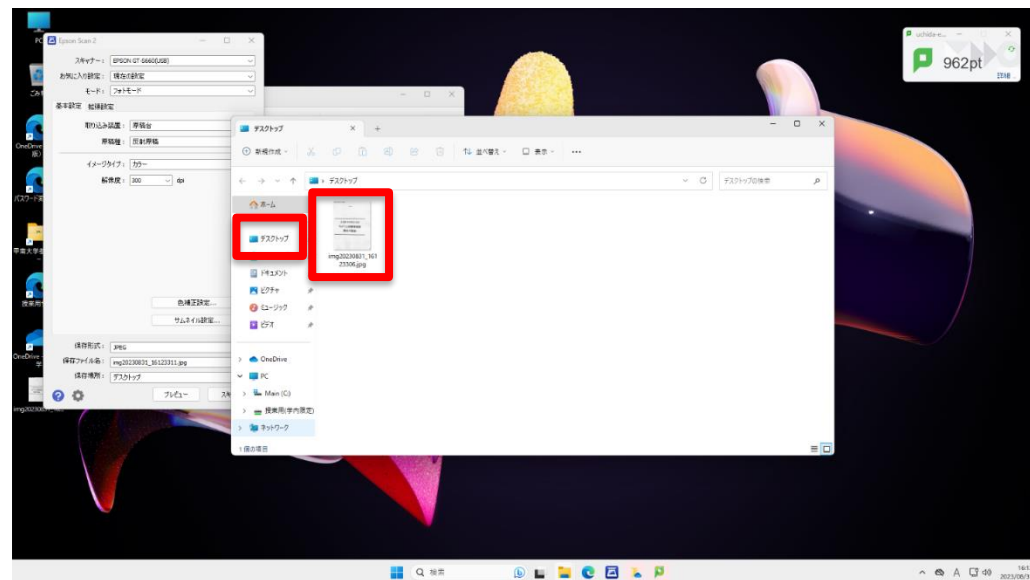 PC
Epson Scan 2
スキャナー： EPSON GT-S660(USB)
お気に入り設定： 現在の設定
モード： フォトモード
基本設定 拡張設定
取り込み装置： 原稿台
原稿種： 反射原稿
イメージタイプ： カラー
解像度： 300 dpi
色補正設定...
サムネイル設定...
保存形式： JPEG
保存ファイル名： img20230831_16123311.jpg
保存場所： デスクトップ
プレビュー
デスクトップ
新規作成
並べ替え
表示
デスクトップ
デスクトップの検索
ホーム
デスクトップ
ドキュメント
ピクチャ
ミュージック
ビデオ
OneDrive
PC
Main (C:)
授業用(学内限定)
ネットワーク
img20230831_161
23306.jpg
1 個の項目
962pt
検索
A